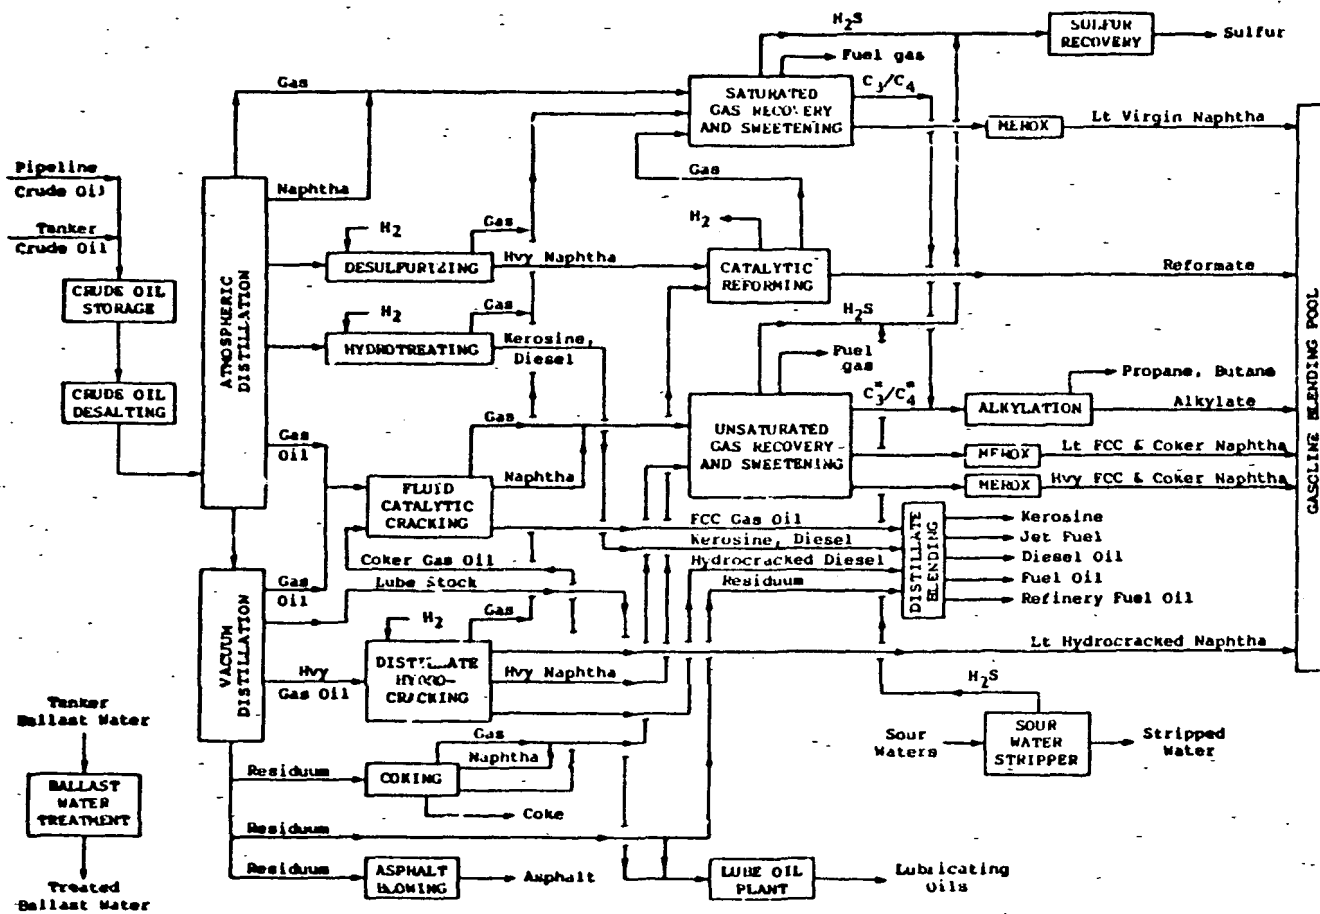 H2S
SULFUR
RECOVERY
Sulfur
Fuel gas
Gas
SATURATED
GAS RECOVERY
AND SWEETENING
C3/C4
MEROX
Lt Virgin Naphtha
Pipeline
Crude Oil
Naphtha
Gas
Tanker
Crude Oil
H2
Gas
H2
DESULFURIZING
Hvy Naphtha
CATALYTIC
REFORMING
Reformate
CRUDE OIL
STORAGE
ATMOSPHERIC
DISTILLATION
H2
Gas
H2S
HYDROTREATING
Kerosine,
Diesel
Fuel
gas
GASOLINE BLENDING POOL
CRUDE OIL
DESALTING
Propane, Butane
C3*/C4*
ALKYLATION
Alkylate
Gas
UNSATURATED
GAS RECOVERY
AND SWEETENING
Gas
Oil
MEROX
Lt FCC & Coker Naphtha
Naphtha
FLUID
CATALYTIC
CRACKING
MEROX
Hvy FCC & Coker Naphtha
FCC Gas Oil
Kerosine, Diesel
Coker Gas Oil
Hydrocracked Diesel
Residuum
DISTILLATE
BLENDING
Kerosine
Jet Fuel
Diesel Oil
Fuel Oil
Refinery Fuel Oil
Gas
Oil
Lube Stock
VACUUM
DISTILLATION
H2
Gas
Lt Hydrocracked Naphtha
Hvy
Gas Oil
DISTILLATE
HYDRO-
CRACKING
Hvy Naphtha
H2S
Tanker
Ballast Water
Sour
Waters
SOUR
WATER
STRIPPER
Stripped
Water
Gas
Naphtha
Residuum
COKING
Coke
BALLAST
WATER
TREATMENT
Residuum
Residuum
ASPHALT
BLOWING
Asphalt
LUBE OIL
PLANT
Lubricating
Oils
Treated
Ballast Water